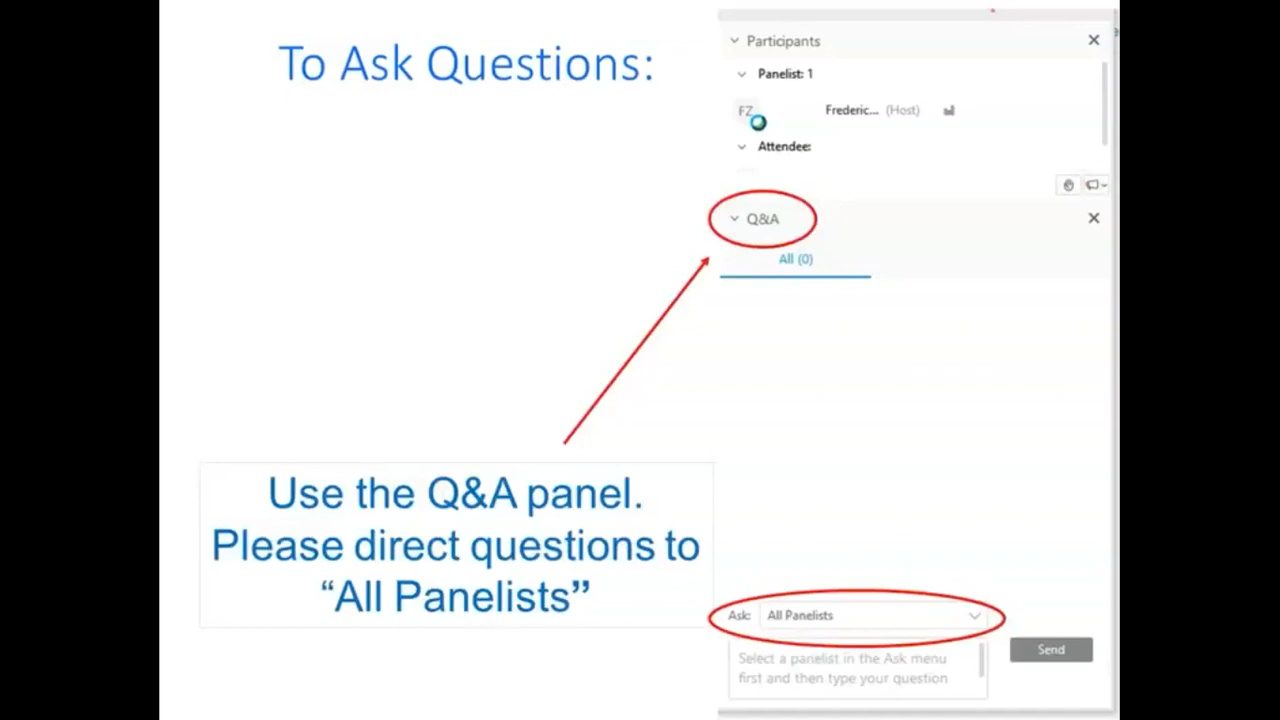 To Ask Questions:
Participants
Panelist: 1
FZ
Frederic... (Host)
Attendee:
Q&A
All (0)
Use the Q&A panel.
Please direct questions to
“All Panelists”
Ask: All Panelists
Select a panelist in the Ask menu
first and then type your question
Send